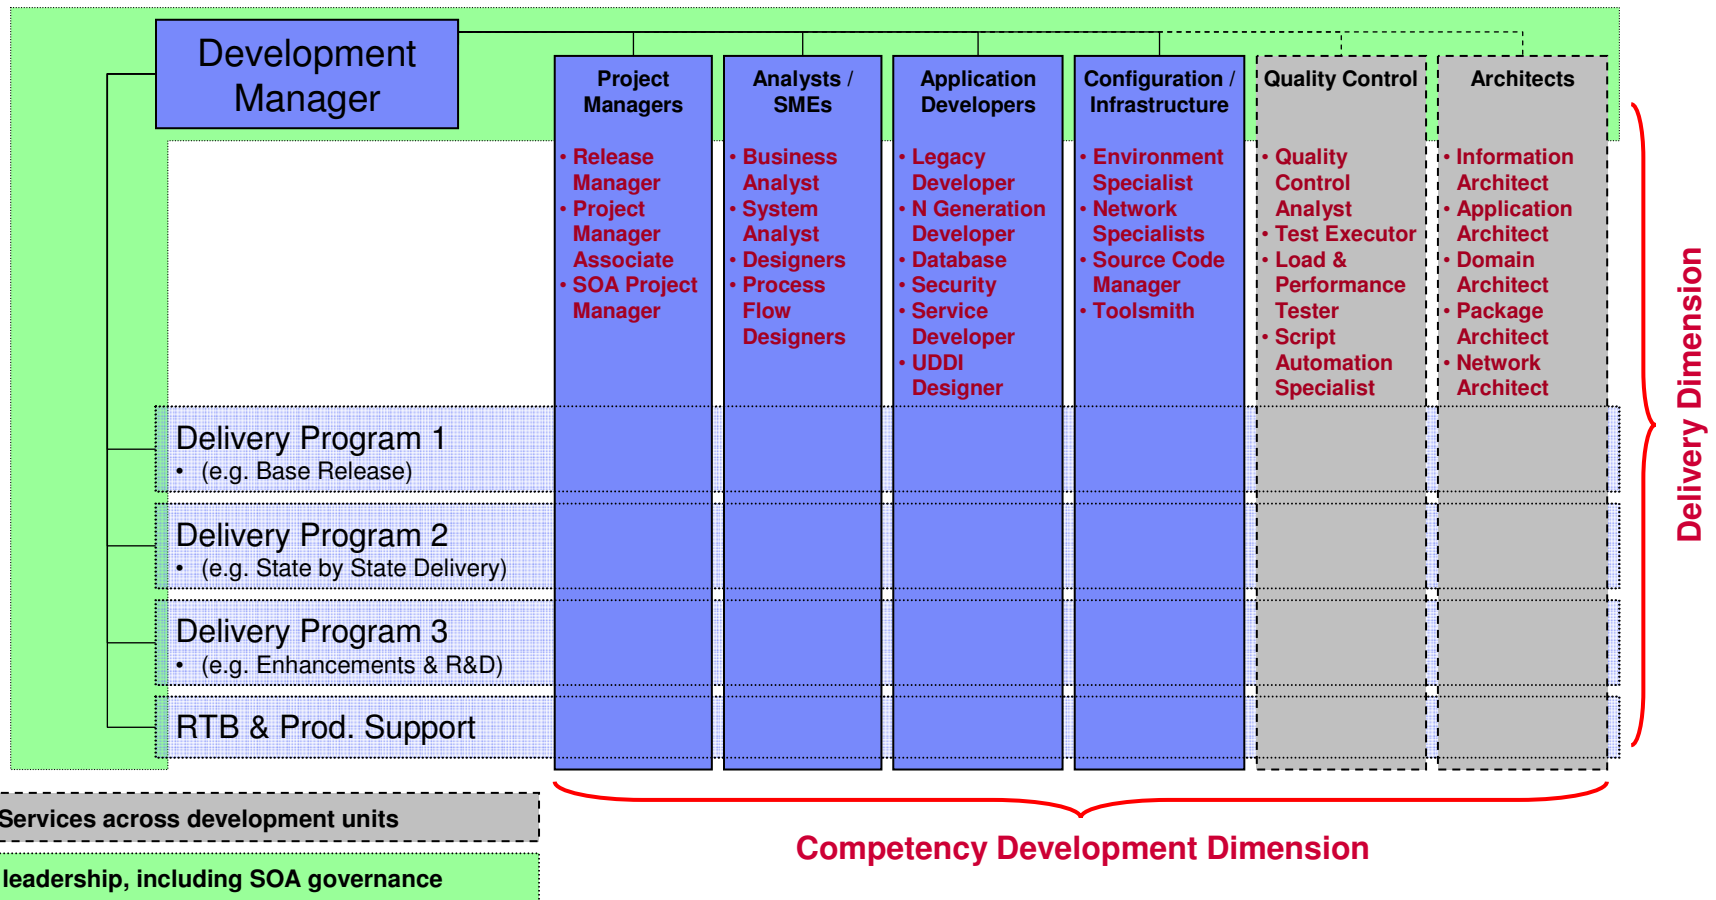 Development
Manager
Project
Managers
• Release
Manager
• Project
Manager
Associate
• SOA Project
Manager
Analysts /
SMEs
• Business
Analyst
• System
Analyst
• Designers
• Process
Flow
Designers
Application
Developers
• Legacy
Developer
• N Generation
Developer
• Database
• Security
• Service
Developer
• UDDI
Designer
Configuration /
Infrastructure
• Environment
Specialist
• Network
Specialists
• Source Code
Manager
• Toolsmith
Quality Control
• Quality
Control
Analyst
• Test Executor
• Load &
Performance
Tester
• Script
Automation
Specialist
Architects
• Information
Architect
• Application
Architect
• Domain
Architect
• Package
Architect
• Network
Architect
Delivery Program 1
• (e.g. Base Release)
Delivery Program 2
• (e.g. State by State Delivery)
Delivery Program 3
• (e.g. Enhancements & R&D)
RTB & Prod. Support
Delivery Dimension
Competency Development Dimension
Services across development units
leadership, including SOA governance